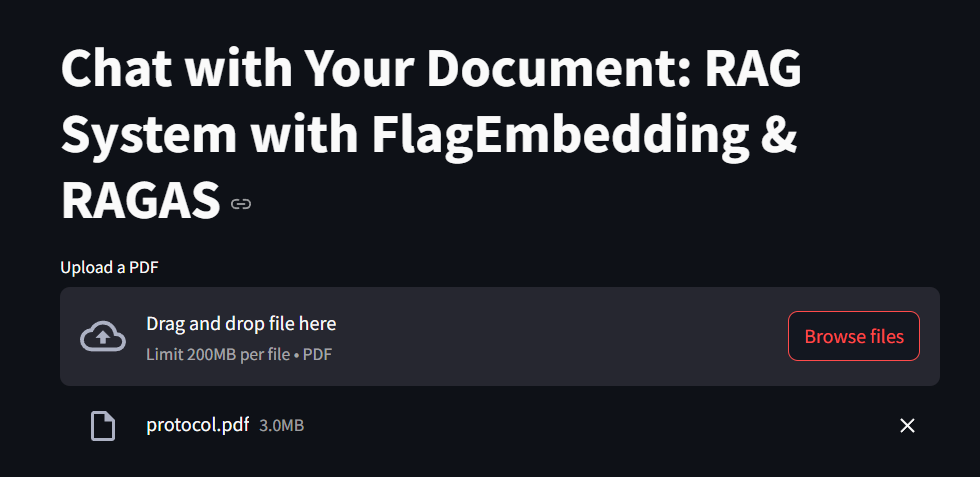 Chat with Your Document: RAG
System with FlagEmbedding &
RAGAS
Upload a PDF
Drag and drop file here
Limit 200MB per file • PDF
Browse files
protocol.pdf 3.0MB